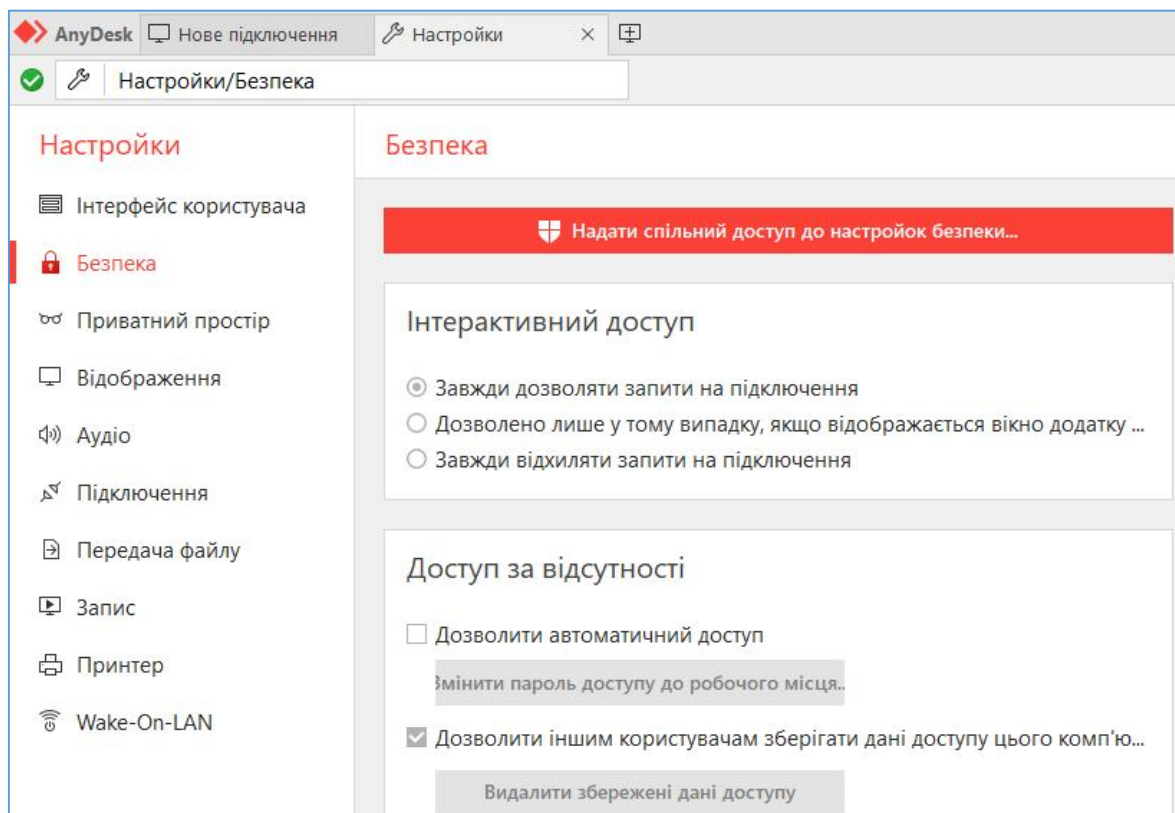 AnyDesk Нове підключення Настройки
Настройки/Безпека
Настройки
Інтерфейс користувача
Безпека
Приватний простір
Відображення
Аудіо
Підключення
Передача файлу
Запис
Принтер
Wake-On-LAN
Безпека
Надати спільний доступ до настройок безпеки...
Інтерактивний доступ
Завжди дозволяти запити на підключення
Дозволено лише у тому випадку, якщо відображається вікно додатку ...
Завжди відхиляти запити на підключення
Доступ за відсутності
Дозволити автоматичний доступ
Змінити пароль доступу до робочого місця..
Дозволити іншим користувачам зберігати дані доступу цього комп'ю...
Видалити збережені дані доступу